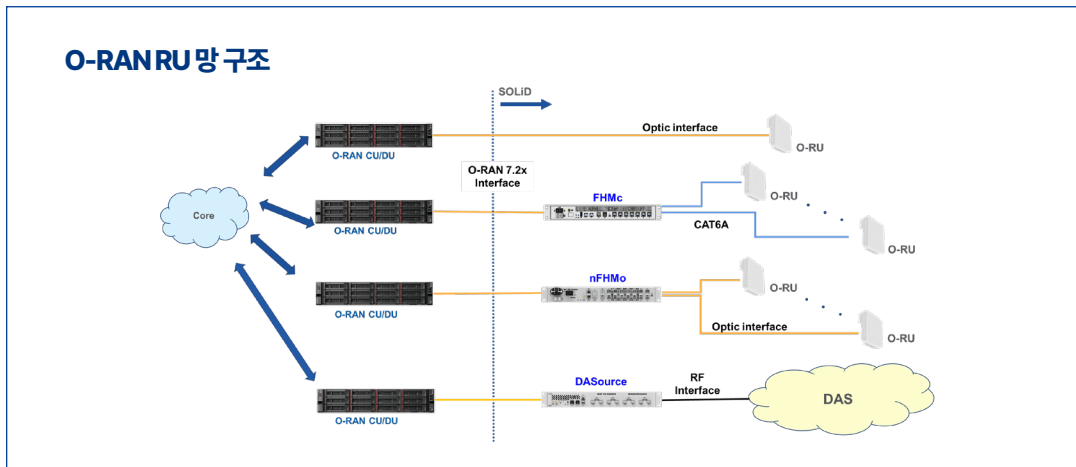 O-RAN RU 망 구조
SOLiD
Optic interface
O-RU
O-RAN CU/DU
O-RAN 7.2x
Interface
FHMc
O-RU
Core
CAT6A
O-RAN CU/DU
O-RU
nFHMo
O-RU
O-RAN CU/DU
Optic interface
O-RU
DASource
RF
Interface
DAS
O-RAN CU/DU